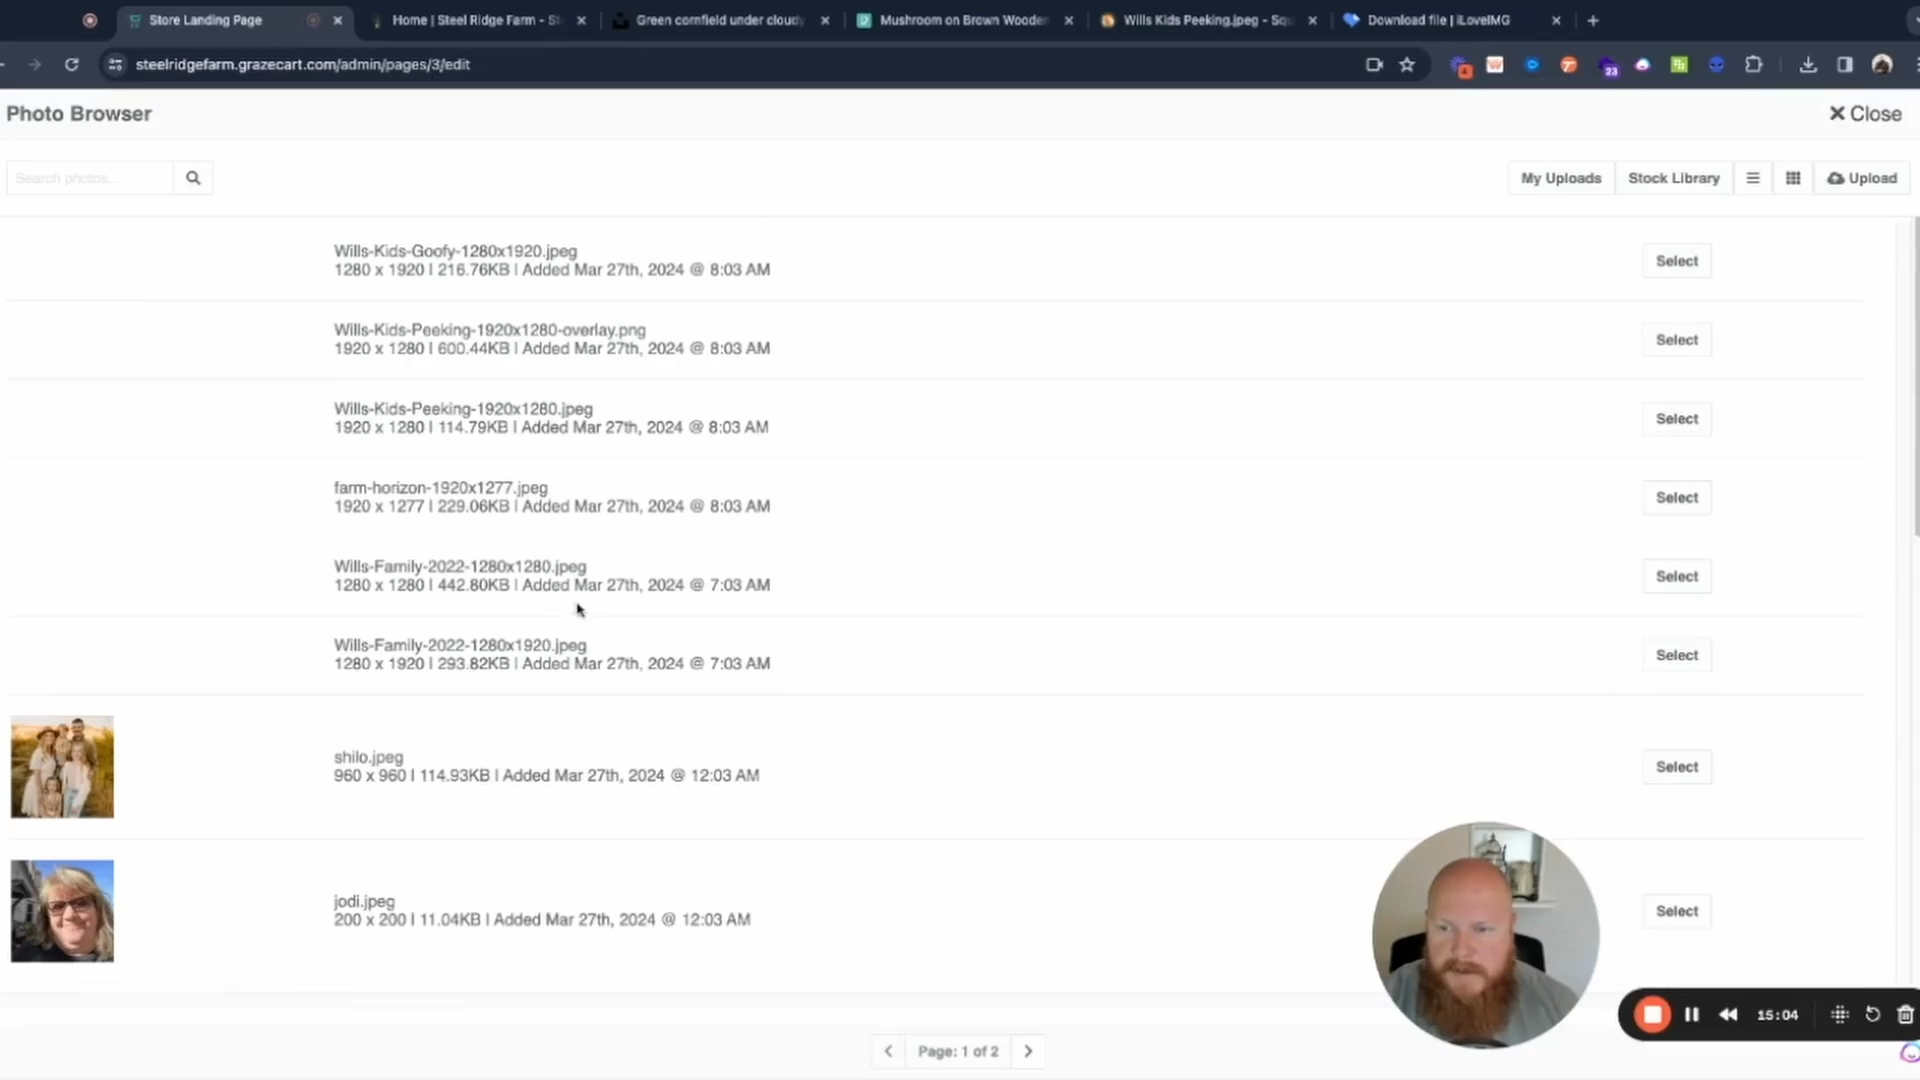 Store Landing Page
Home | Steel Ridge Farm - St
Green cornfield under cloudy
Mushroom on Brown Wooden
Wills Kids Peeking.jpeg - Squ
Download file | iLoveIMG
steelridgefarm.grazecart.com/admin/pages/3/edit
4
23
Photo Browser
Close
Search photos...
My Uploads
Stock Library
Upload
Wills-Kids-Goofy-1280x1920.jpeg
1280 x 1920 | 216.76KB | Added Mar 27th, 2024 @ 8:03 AM
Select
Wills-Kids-Peeking-1920x1280-overlay.png
1920 x 1280 | 600.44KB | Added Mar 27th, 2024 @ 8:03 AM
Select
Wills-Kids-Peeking-1920x1280.jpeg
1920 x 1280 | 114.79KB | Added Mar 27th, 2024 @ 8:03 AM
Select
farm-horizon-1920x1277.jpeg
1920 x 1277 | 229.06KB | Added Mar 27th, 2024 @ 8:03 AM
Select
Wills-Family-2022-1280x1280.jpeg
1280 x 1280 | 442.80KB | Added Mar 27th, 2024 @ 7:03 AM
Select
Wills-Family-2022-1280x1920.jpeg
1280 x 1920 | 293.82KB | Added Mar 27th, 2024 @ 7:03 AM
Select
shilo.jpeg
960 x 960 | 114.93KB | Added Mar 27th, 2024 @ 12:03 AM
Select
jodi.jpeg
200 x 200 | 11.04KB | Added Mar 27th, 2024 @ 12:03 AM
Select
15:04
Page: 1 of 2